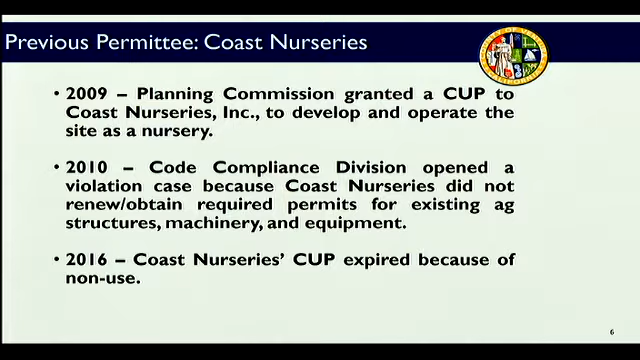 Previous Permittee: Coast Nurseries
• 2009 – Planning Commission granted a CUP to
Coast Nurseries, Inc., to develop and operate the
site as a nursery.
• 2010 – Code Compliance Division opened a
violation case because Coast Nurseries did not
renew/obtain required permits for existing ag
structures, machinery, and equipment.
• 2016 – Coast Nurseries’ CUP expired because of
non-use.
6